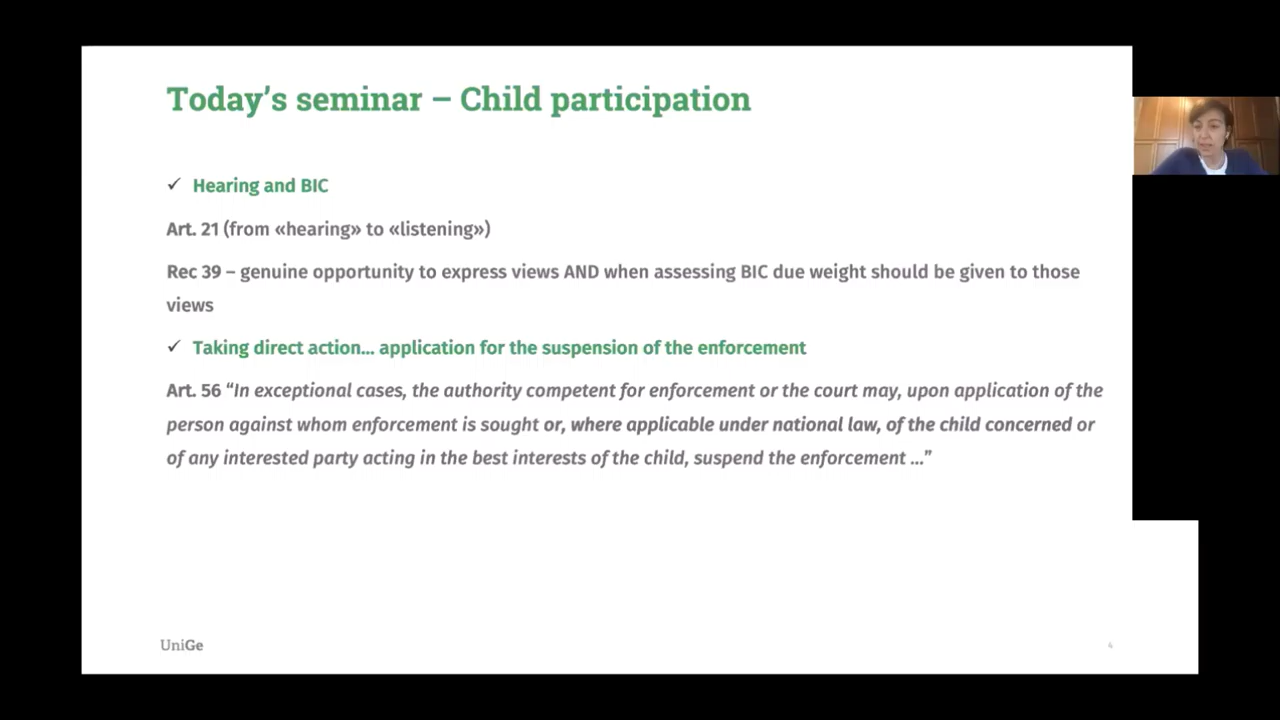 Today’s seminar – Child participation
✓ Hearing and BIC
Art. 21 (from «hearing» to «listening»)
Rec 39 – genuine opportunity to express views AND when assessing BIC due weight should be given to those
views
✓ Taking direct action... application for the suspension of the enforcement
Art. 56 “In exceptional cases, the authority competent for enforcement or the court may, upon application of the
person against whom enforcement is sought or, where applicable under national law, of the child concerned or
of any interested party acting in the best interests of the child, suspend the enforcement ...”
UniGe